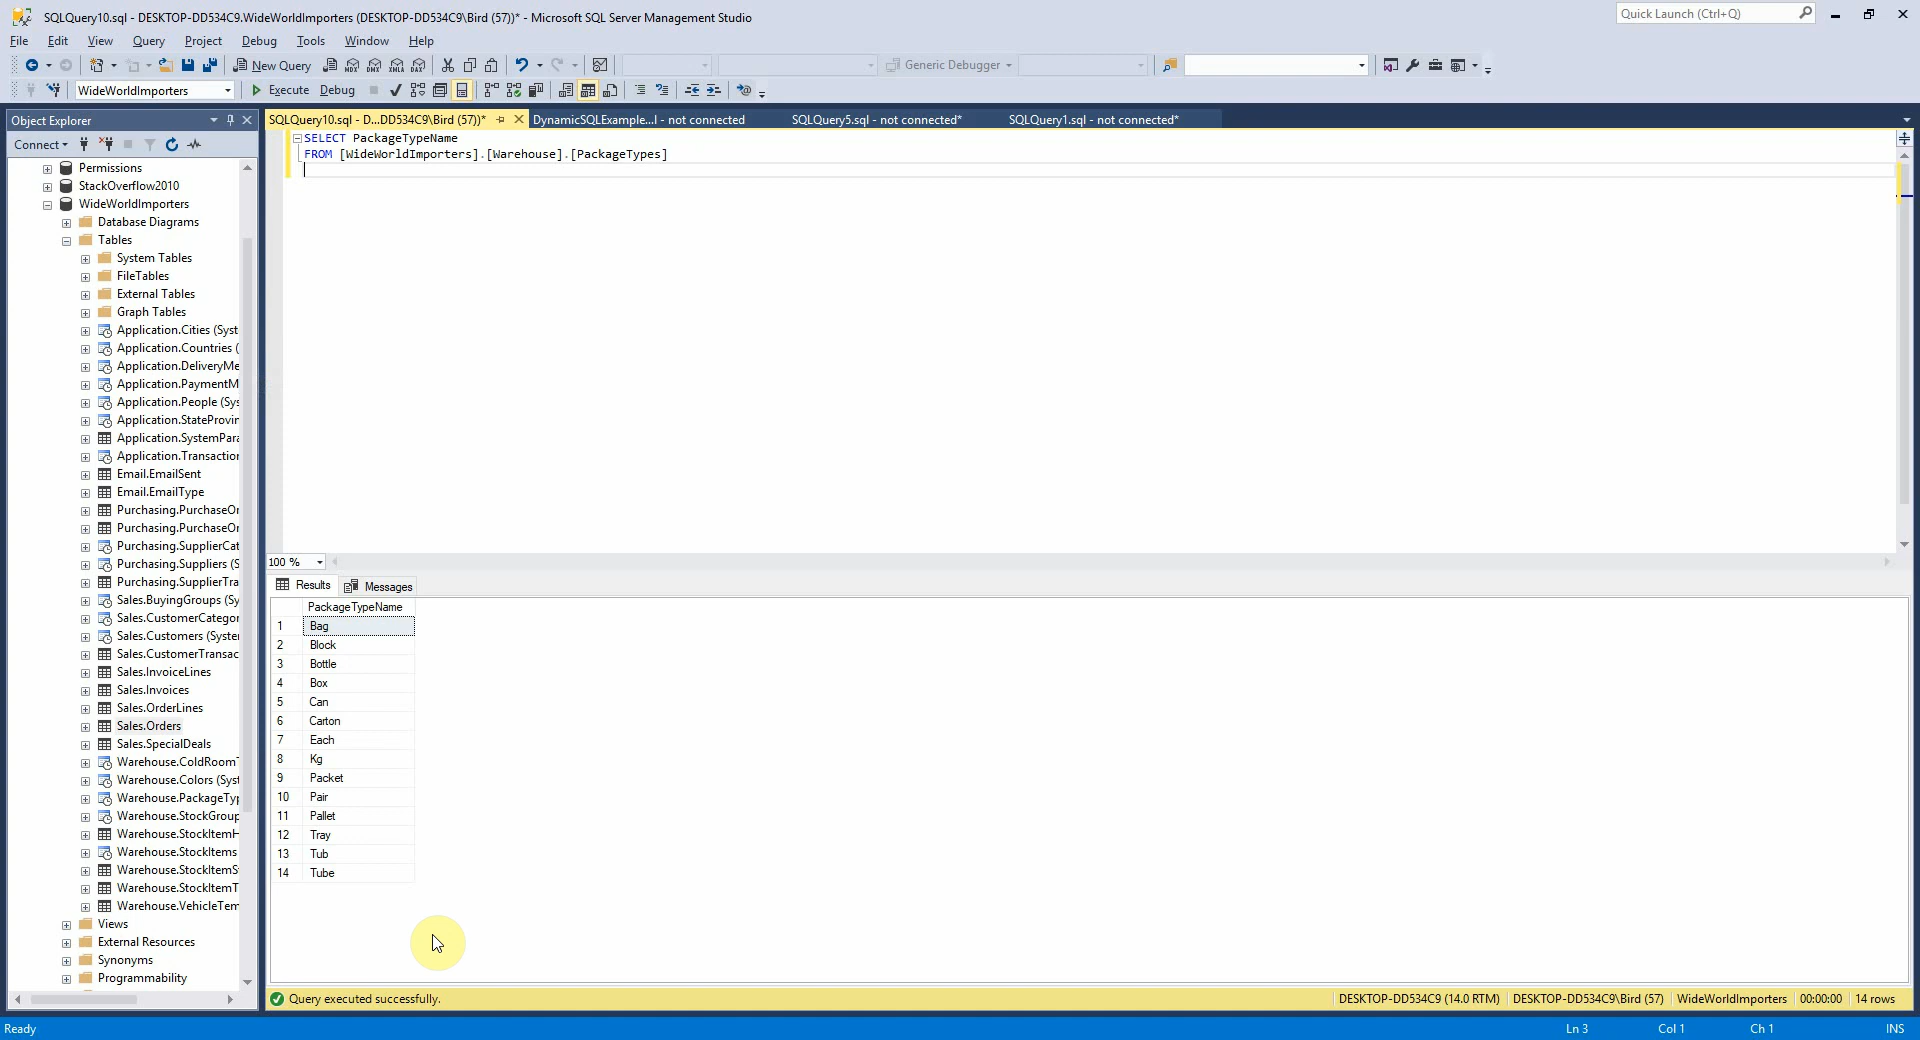 SQLQuery10.sql - DESKTOP-DD534C9.WideWorldImporters (DESKTOP-DD534C9\Bird (57))* - Microsoft SQL Server Management Studio
Quick Launch (Ctrl+Q)
File Edit View Query Project Debug Tools Window Help
New Query
MDX DMX XMLA DAX
Generic Debugger
WideWorldImporters
Execute Debug
Object Explorer
SQLQuery10.sql - D...DD534C9\Bird (57))*
DynamicSQLExample...l - not connected
SQLQuery5.sql - not connected*
SQLQuery1.sql - not connected*
Connect
Permissions
StackOverflow2010
WideWorldImporters
Database Diagrams
Tables
System Tables
FileTables
External Tables
Graph Tables
Application.Cities (Syst
Application.Countries (
Application.DeliveryMe
Application.PaymentM
Application.People (Sys
Application.StateProvin
Application.SystemPara
Application.Transaction
Email.EmailSent
Email.EmailType
Purchasing.PurchaseOr
Purchasing.PurchaseOr
Purchasing.SupplierCat
Purchasing.Suppliers (S
Purchasing.SupplierTra
Sales.BuyingGroups (Sy
Sales.CustomerCategor
Sales.Customers (Syster
Sales.CustomerTransac
Sales.InvoiceLines
Sales.Invoices
Sales.OrderLines
Sales.Orders
Sales.SpecialDeals
Warehouse.ColdRoomT
Warehouse.Colors (Syst
Warehouse.PackageTyp
Warehouse.StockGroup
Warehouse.StockItemH
Warehouse.StockItems
Warehouse.StockItemSt
Warehouse.StockItemT
Warehouse.VehicleTem
Views
External Resources
Synonyms
Programmability
SELECT PackageTypeName
FROM [WideWorldImporters].[Warehouse].[PackageTypes]
100 %
Results Messages
PackageTypeName
1 Bag
2 Block
3 Bottle
4 Box
5 Can
6 Carton
7 Each
8 Kg
9 Packet
10 Pair
11 Pallet
12 Tray
13 Tub
14 Tube
Query executed successfully.
DESKTOP-DD534C9 (14.0 RTM) DESKTOP-DD534C9\Bird (57) WideWorldImporters 00:00:00 14 rows
Ready
Ln 3 Col 1 Ch 1 INS